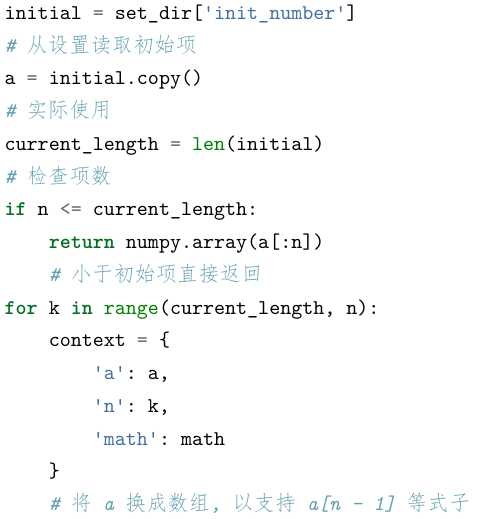 initial = set_dir['init_number']
# 从设置读取初始项
a = initial.copy()
# 实际使用
current_length = len(initial)
# 检查项数
if n <= current_length:
    return numpy.array(a[:n])
    # 小于初始项直接返回
for k in range(current_length, n):
    context = {
        'a': a,
        'n': k,
        'math': math
    }
    # 将 a 换成数组, 以支持 a[n - 1] 等式子